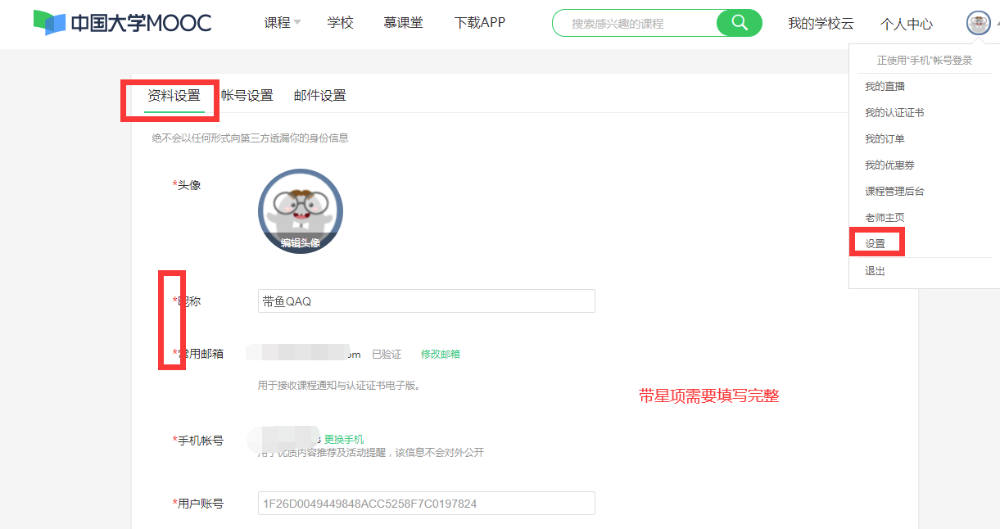 中国大学MOOC 课程 学校 慕课堂 下载APP 搜索感兴趣的课程 我的学校云 个人中心
正使用“手机”帐号登录
我的直播
我的认证证书
我的订单
我的优惠券
课程管理后台
老师主页
设置
退出
资料设置 帐号设置 邮件设置
绝不会以任何形式向第三方透漏你的身份信息
*头像
编辑头像
*昵称 带鱼QAQ
*常用邮箱 om 已验证 修改邮箱
用于接收课程通知与认证证书电子版。
带星项需要填写完整
*手机帐号 更换手机
用于优质内容推荐及活动提醒，该信息不会对外公开
*用户账号 1F26D0049449848ACC5258F7C0197824